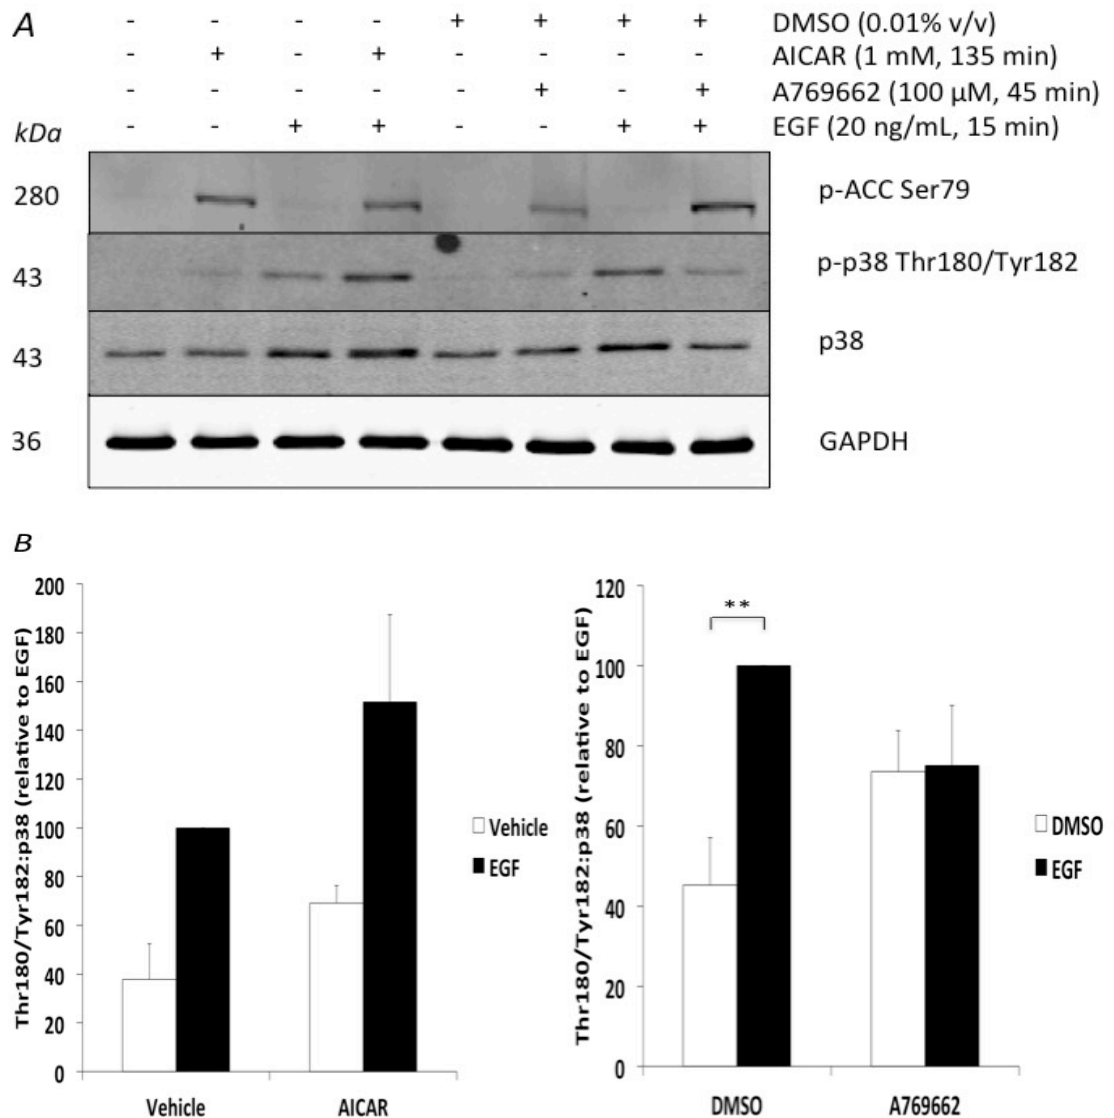 A - - - - + + + + DMSO (0.01% v/v)
- + - + - - - - AICAR (1 mM, 135 min)
- - - - - + - + A769662 (100 µM, 45 min)
kDa - - + + - - + + EGF (20 ng/mL, 15 min)
280 p-ACC Ser79
43 p-p38 Thr180/Tyr182
43 p38
36 GAPDH
B
Thr180/Tyr182:p38 (relative to EGF)
200
180
160
140
120
100
80
60
40
20
0
Vehicle AICAR
Vehicle
EGF
Thr180/Tyr182:p38 (relative to EGF)
120
100
80
60
40
20
0
**
DMSO A769662
DMSO
EGF